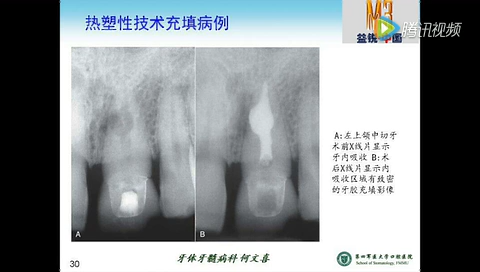 热塑性技术充填病例
益锐 中国
腾讯视频
A:左上颌中切牙
术前X线片显示
牙内吸收 B:术
后X线片显示内
吸收区域有致密
的牙胶充填影像
A
B
30
牙体牙髓病科 何文喜
第四军医大学口腔医院
School of Stomatology, FMMU